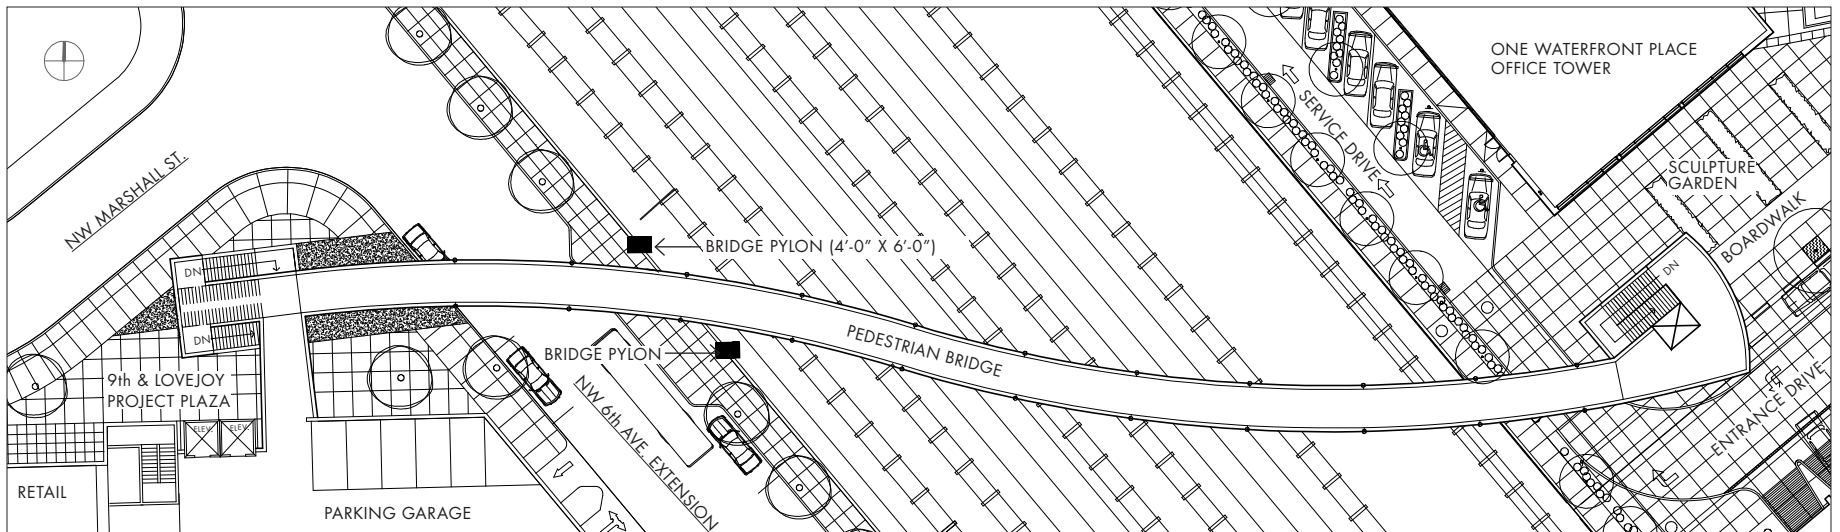 ONE WATERFRONT PLACE
OFFICE TOWER
SERVICE DRIVE
SCULPTURE
GARDEN
NW MARSHALL ST.
BOARDWALK
BRIDGE PYLON (4'-0" X 6'-0")
DN
DN
DN
PEDESTRIAN BRIDGE
BRIDGE PYLON
9th & LOVEJOY
PROJECT PLAZA
NW 6th AVE. EXTENSION
ENTRANCE DRIVE
ELEV.
ELEV.
RETAIL
PARKING GARAGE